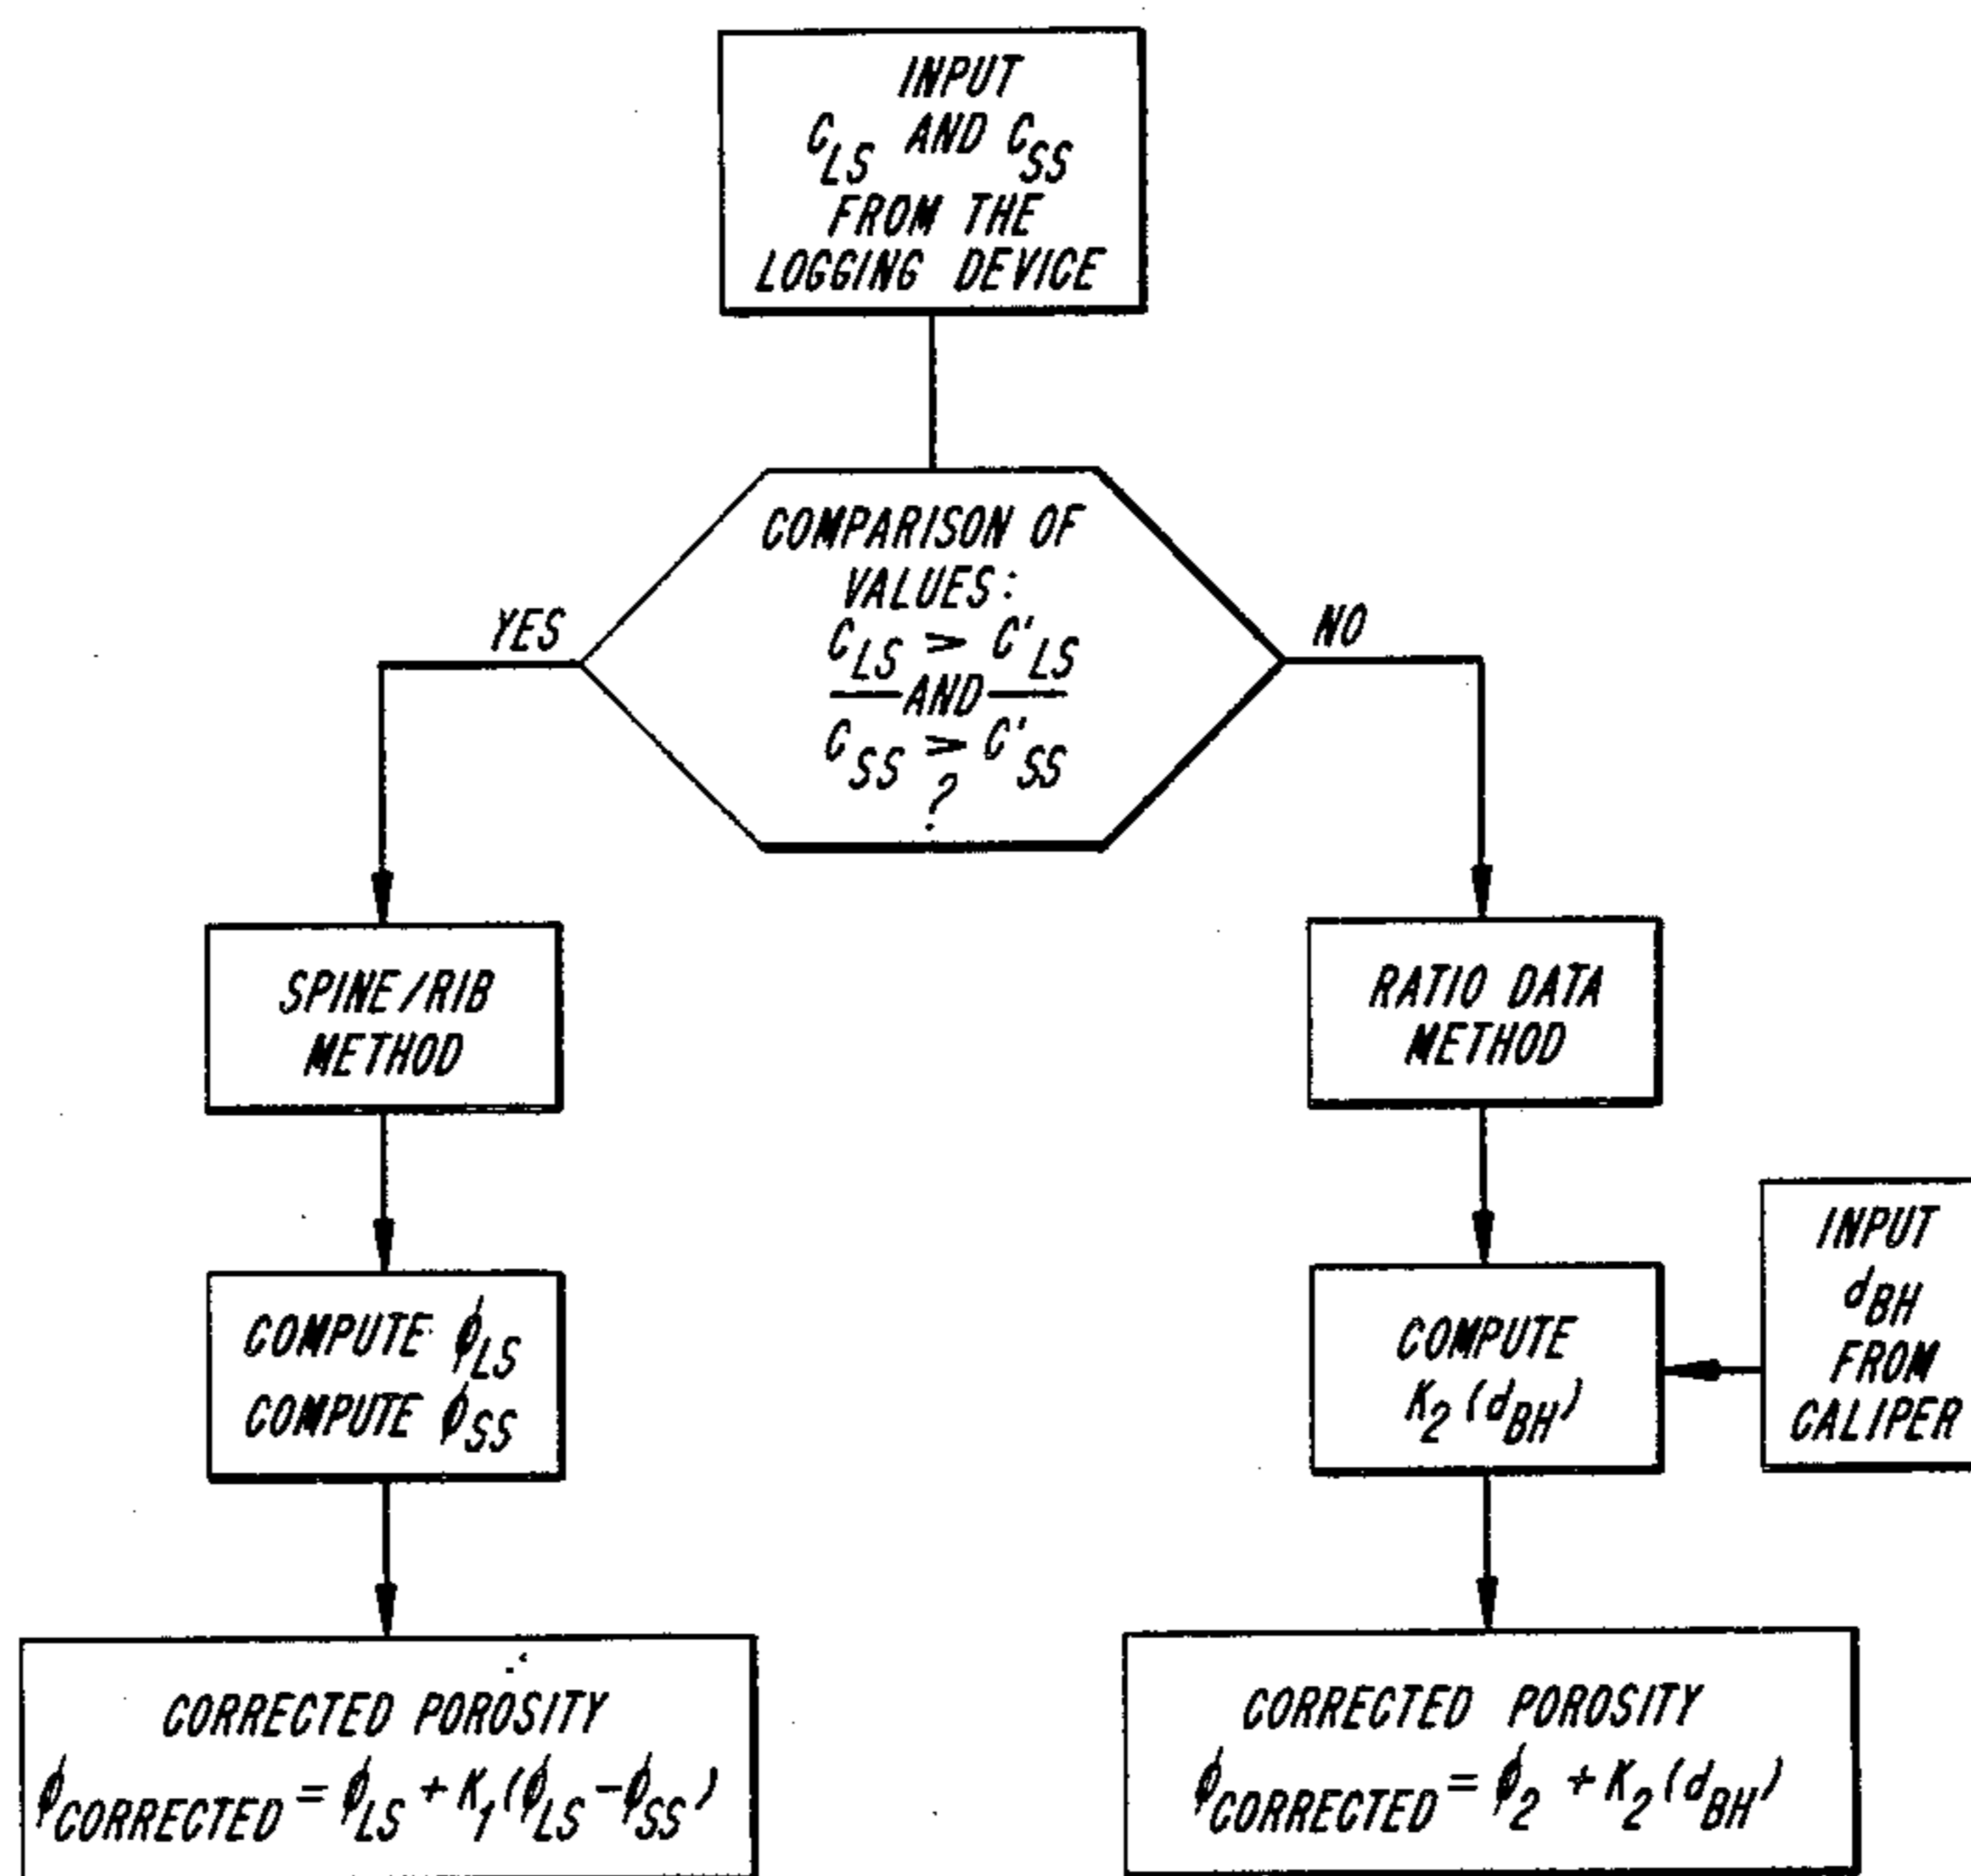 INPUT
C_LS AND C_SS
FROM THE
LOGGING DEVICE
COMPARISON OF
VALUES:
C_LS > C'_LS
AND
C_SS > C'_SS
?
YES
NO
SPINE/RIB
METHOD
RATIO DATA
METHOD
COMPUTE ϕ_LS
COMPUTE ϕ_SS
COMPUTE
K_2 (d_BH)
INPUT
d_BH
FROM
CALIPER
CORRECTED POROSITY
ϕ_CORRECTED = ϕ_LS + K_1 (ϕ_LS - ϕ_SS)
CORRECTED POROSITY
ϕ_CORRECTED = ϕ_2 + K_2 (d_BH)